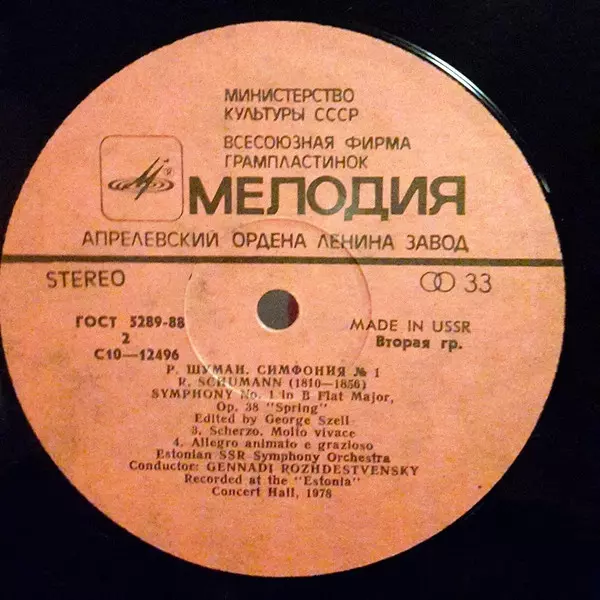 МИНИСТЕРСТВО
КУЛЬТУРЫ СССР
ВСЕСОЮЗНАЯ ФИРМА
ГРАМПЛАСТИНОК
МЕЛОДИЯ
АПРЕЛЕВСКИЙ ОРДЕНА ЛЕНИНА ЗАВОД
STEREO
33
ГОСТ 5289-88
MADE IN USSR
2
Вторая гр.
С10—12496
Р. ШУМАН. СИМФОНИЯ № 1
R. SCHUMANN (1810—1856)
SYMPHONY No. 1 in B Flat Major,
Op. 38 "Spring"
Edited by George Szell
3. Scherzo. Molto vivace
4. Allegro animato e grazioso
Estonian SSR Symphony Orchestra
Conductor: GENNADI ROZHDESTVENSKY
Recorded at the "Estonia"
Concert Hall, 1978